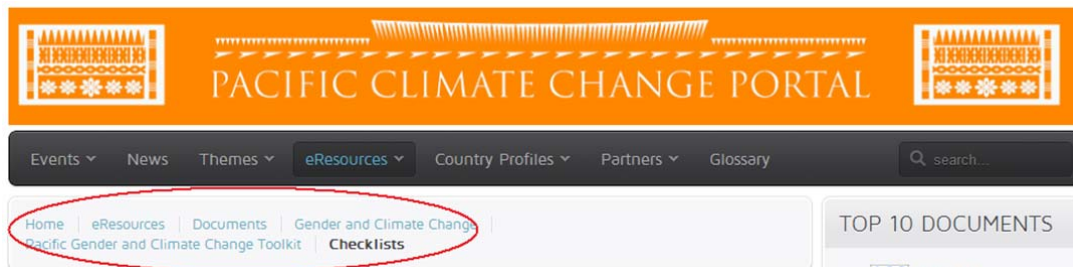 PACIFIC CLIMATE CHANGE PORTAL
Events News Themes eResources Country Profiles Partners Glossary search...
Home eResources Documents Gender and Climate Change
Pacific Gender and Climate Change Toolkit Checklists
TOP 10 DOCUMENTS